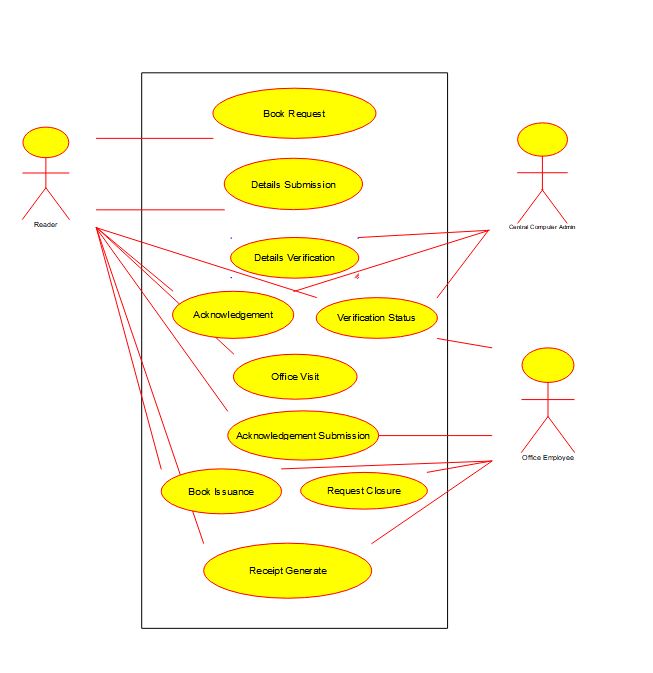 Book Request
Details Submission
Reader
Central Computer Admin
Details Verification
Acknowledgement
Verification Status
Office Visit
Acknowledgement Submission
Office Employee
Book Issuance
Request Closure
Receipt Generate